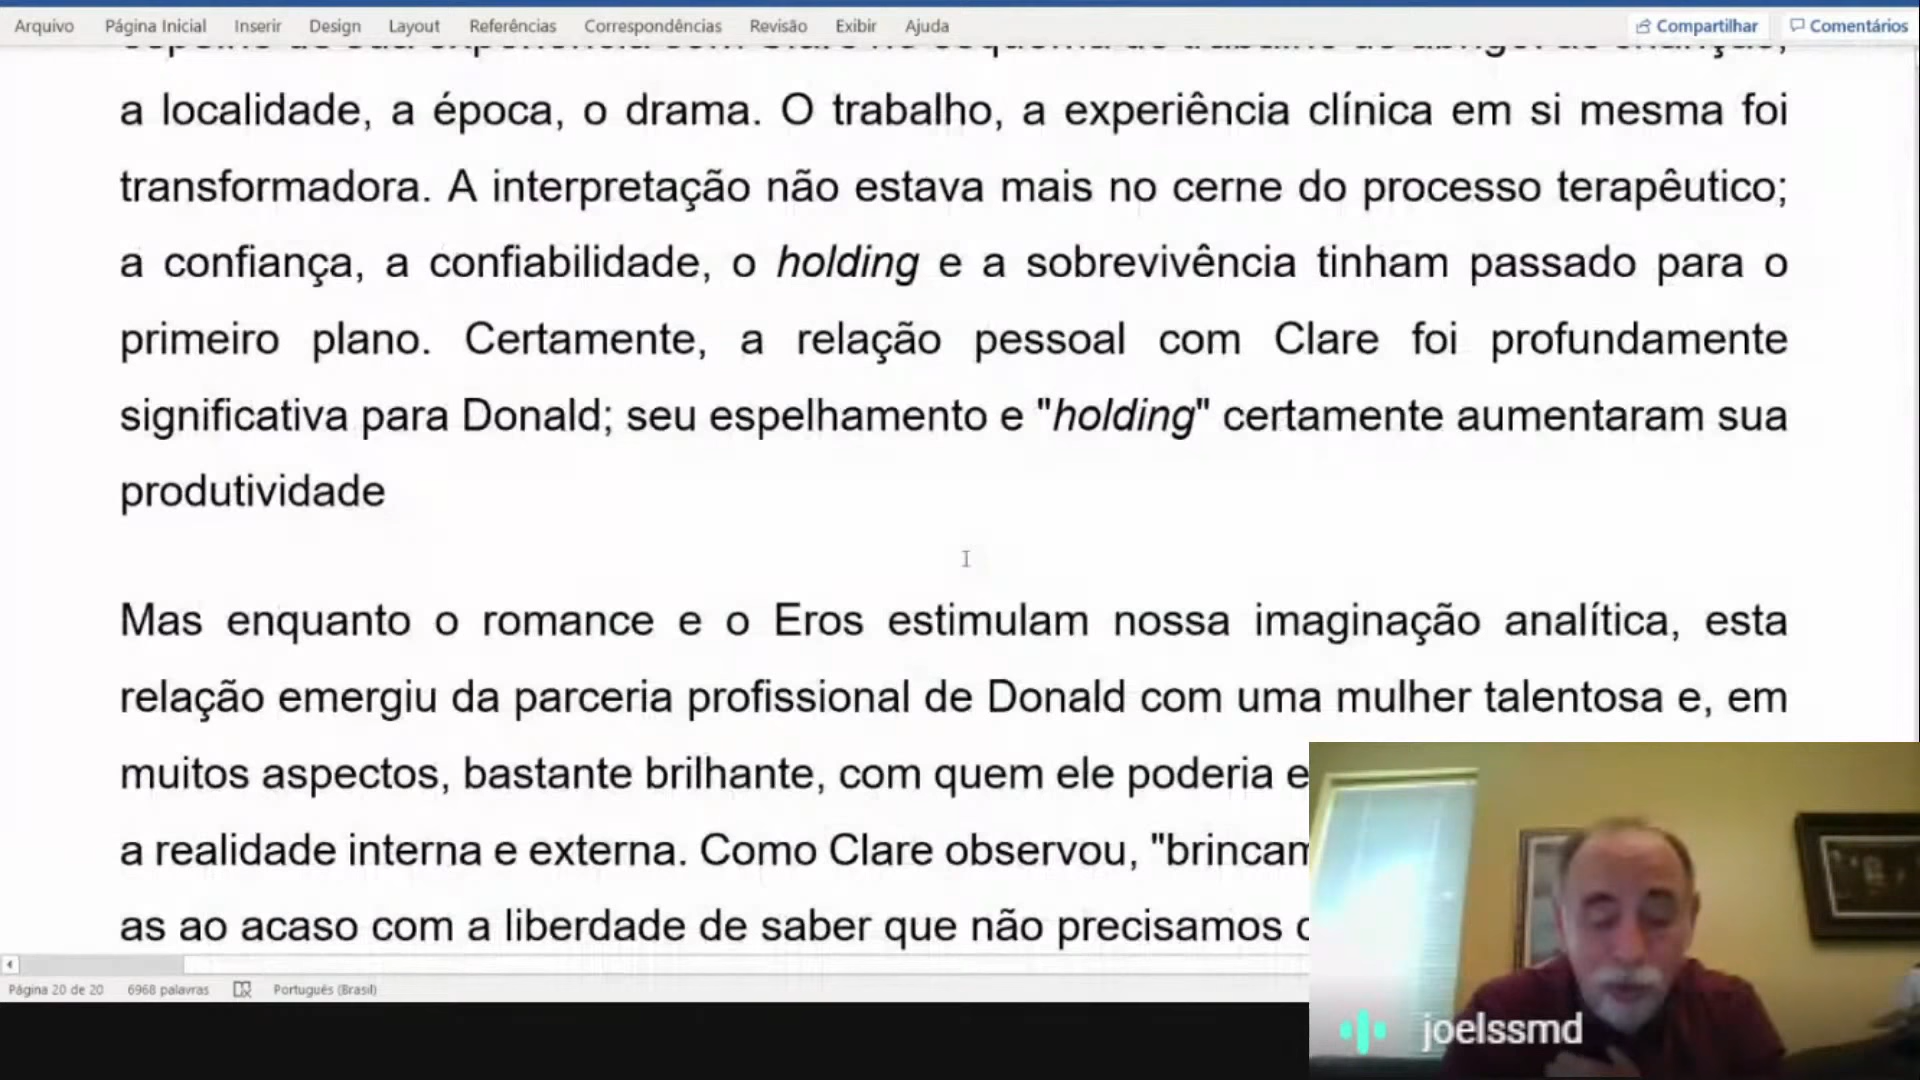 Arquivo Página Inicial Inserir Design Layout Referências Correspondências Revisão Exibir Ajuda Compartilhar Comentários
a localidade, a época, o drama. O trabalho, a experiência clínica em si mesma foi
transformadora. A interpretação não estava mais no cerne do processo terapêutico;
a confiança, a confiabilidade, o holding e a sobrevivência tinham passado para o
primeiro plano. Certamente, a relação pessoal com Clare foi profundamente
significativa para Donald; seu espelhamento e "holding" certamente aumentaram sua
produtividade
Mas enquanto o romance e o Eros estimulam nossa imaginação analítica, esta
relação emergiu da parceria profissional de Donald com uma mulher talentosa e, em
muitos aspectos, bastante brilhante, com quem ele poderia
a realidade interna e externa. Como Clare observou,
as ao acaso com a liberdade de saber que não precisamos
Página 20 de 20 6968 palavras Português (Brasil)
joelssmd